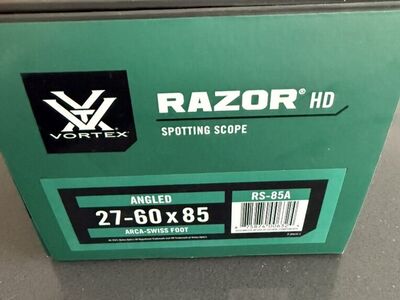 VORTEX
RAZOR® HD
SPOTTING SCOPE
ANGLED
27-60 x 85
ARCA-SWISS FOOT
RS-85A